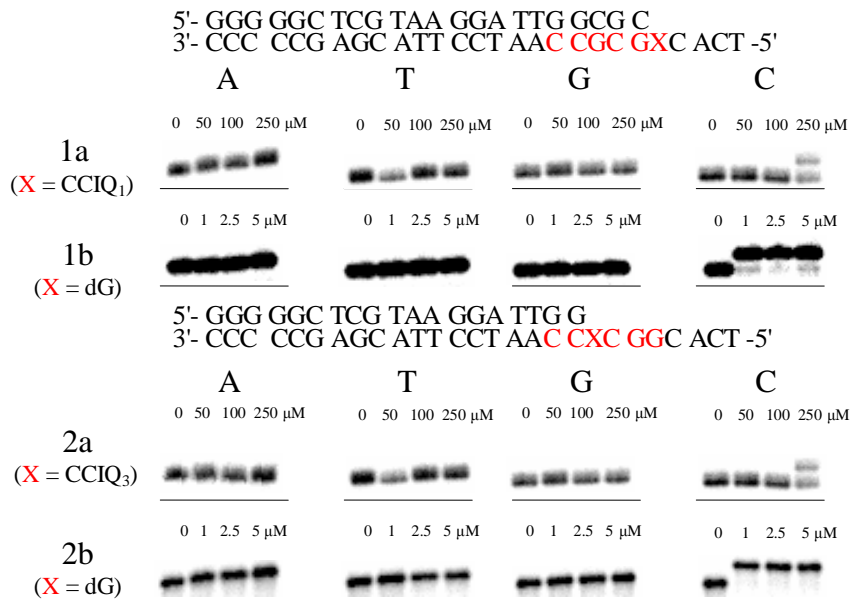 5'- GGG GGC TCG TAA GGA TTG GCG C
3'- CCC CCG AGC ATT CCT AAC CGC GXC ACT -5'
A T G C
0 50 100 250 μM 0 50 100 250 μM 0 50 100 250 μM 0 50 100 250 μM
1a
(X = CCIQ1)
0 1 2.5 5 μM 0 1 2.5 5 μM 0 1 2.5 5 μM 0 1 2.5 5 μM
1b
(X = dG)
5'- GGG GGC TCG TAA GGA TTG G
3'- CCC CCG AGC ATT CCT AAC CXC GGC ACT -5'
A T G C
0 50 100 250 μM 0 50 100 250 μM 0 50 100 250 μM 0 50 100 250 μM
2a
(X = CCIQ3)
0 1 2.5 5 μM 0 1 2.5 5 μM 0 1 2.5 5 μM 0 1 2.5 5 μM
2b
(X = dG)